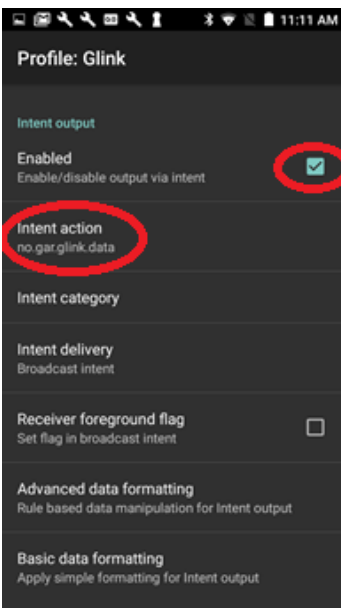 11:11 AM
Profile: Glink
Intent output
Enabled
Enable/disable output via intent
Intent action
no.gar.glink.data
Intent category
Intent delivery
Broadcast intent
Receiver foreground flag
Set flag in broadcast intent
Advanced data formatting
Rule based data manipulation for Intent output
Basic data formatting
Apply simple formatting for Intent output